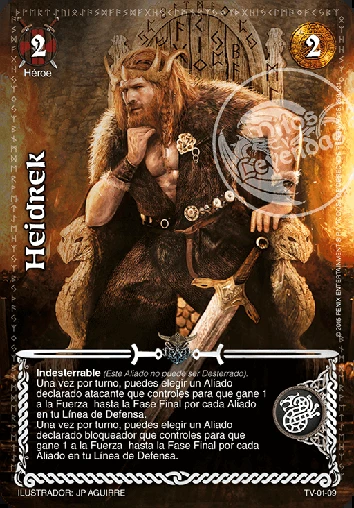 2
Héroe
2
Mitos y Leyendas
Heidrek
Indesterrable (Este Aliado no puede ser Desterrado).
Una vez por turno, puedes elegir un Aliado
declarado atacante que controles para que gane 1
a la Fuerza hasta la Fase Final por cada Aliado
en tu Línea de Defensa.
Una vez por turno, puedes elegir un Aliado
declarado bloqueador que controles para que
gane 1 a la Fuerza hasta la Fase Final por cada
Aliado en tu Línea de Defensa.
ILUSTRADOR: JP AGUIRRE
TV-01-09